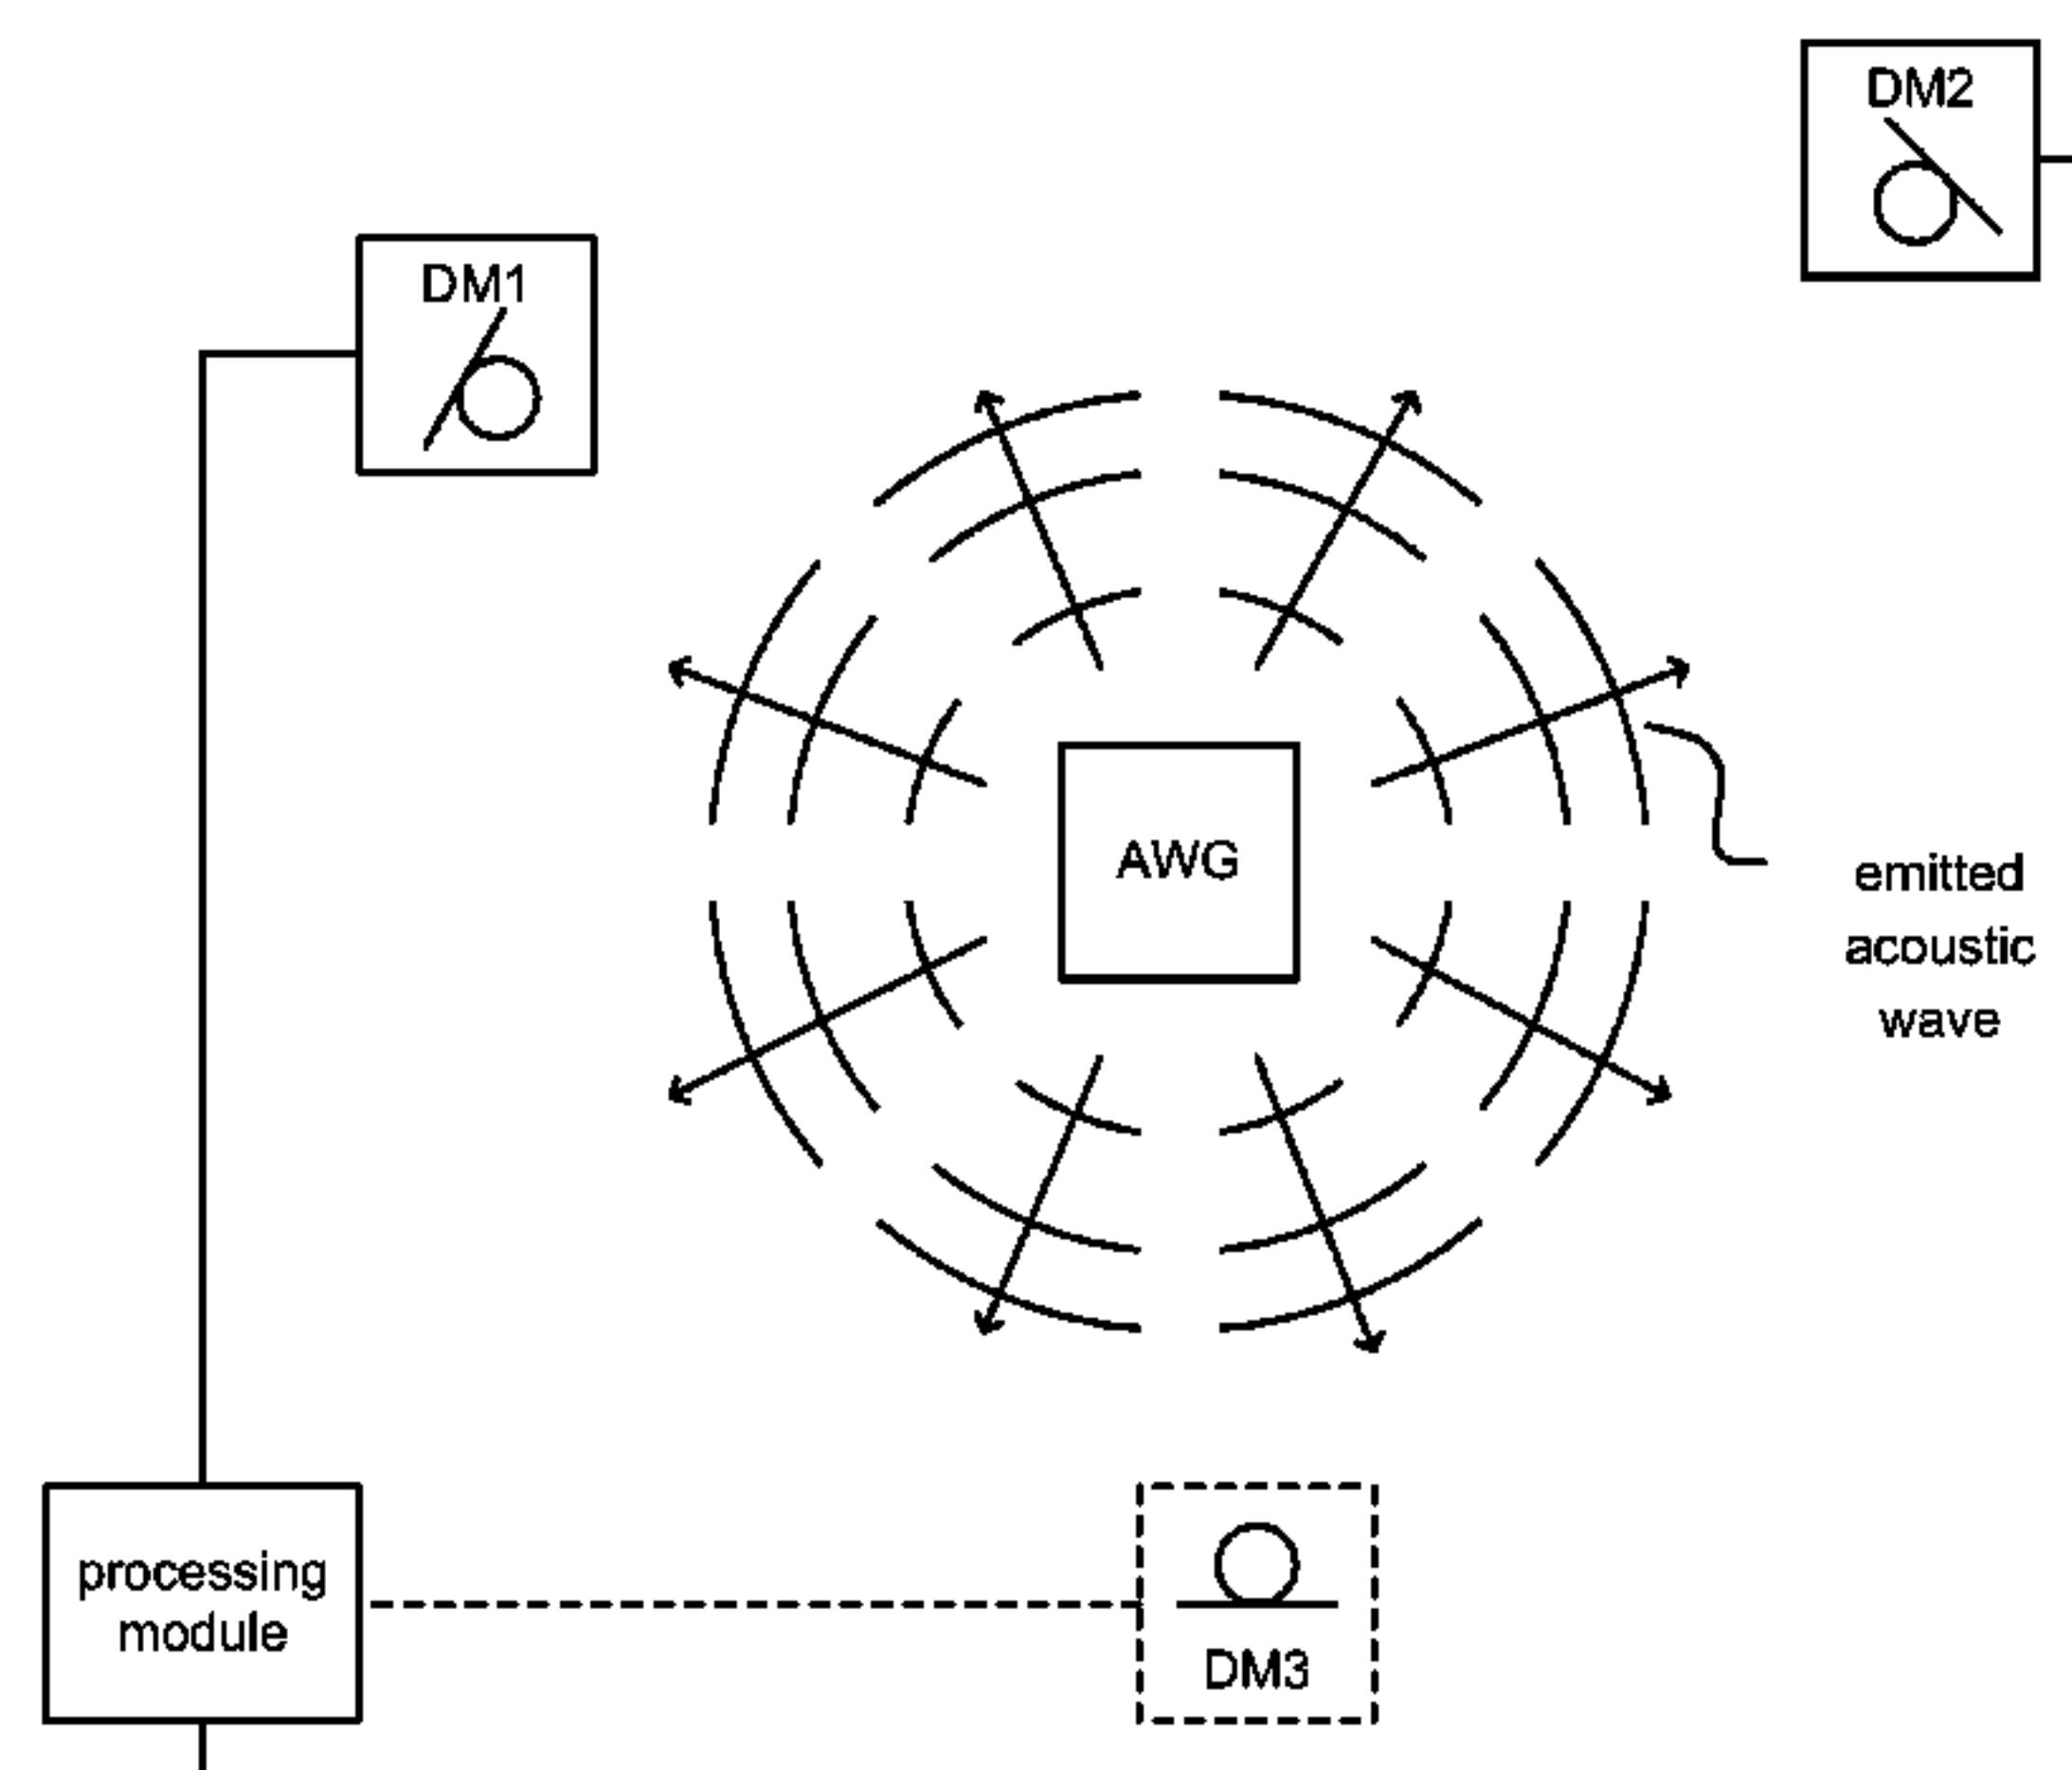 DM2
DM1
AWG
emitted
acoustic
wave
processing
module
DM3